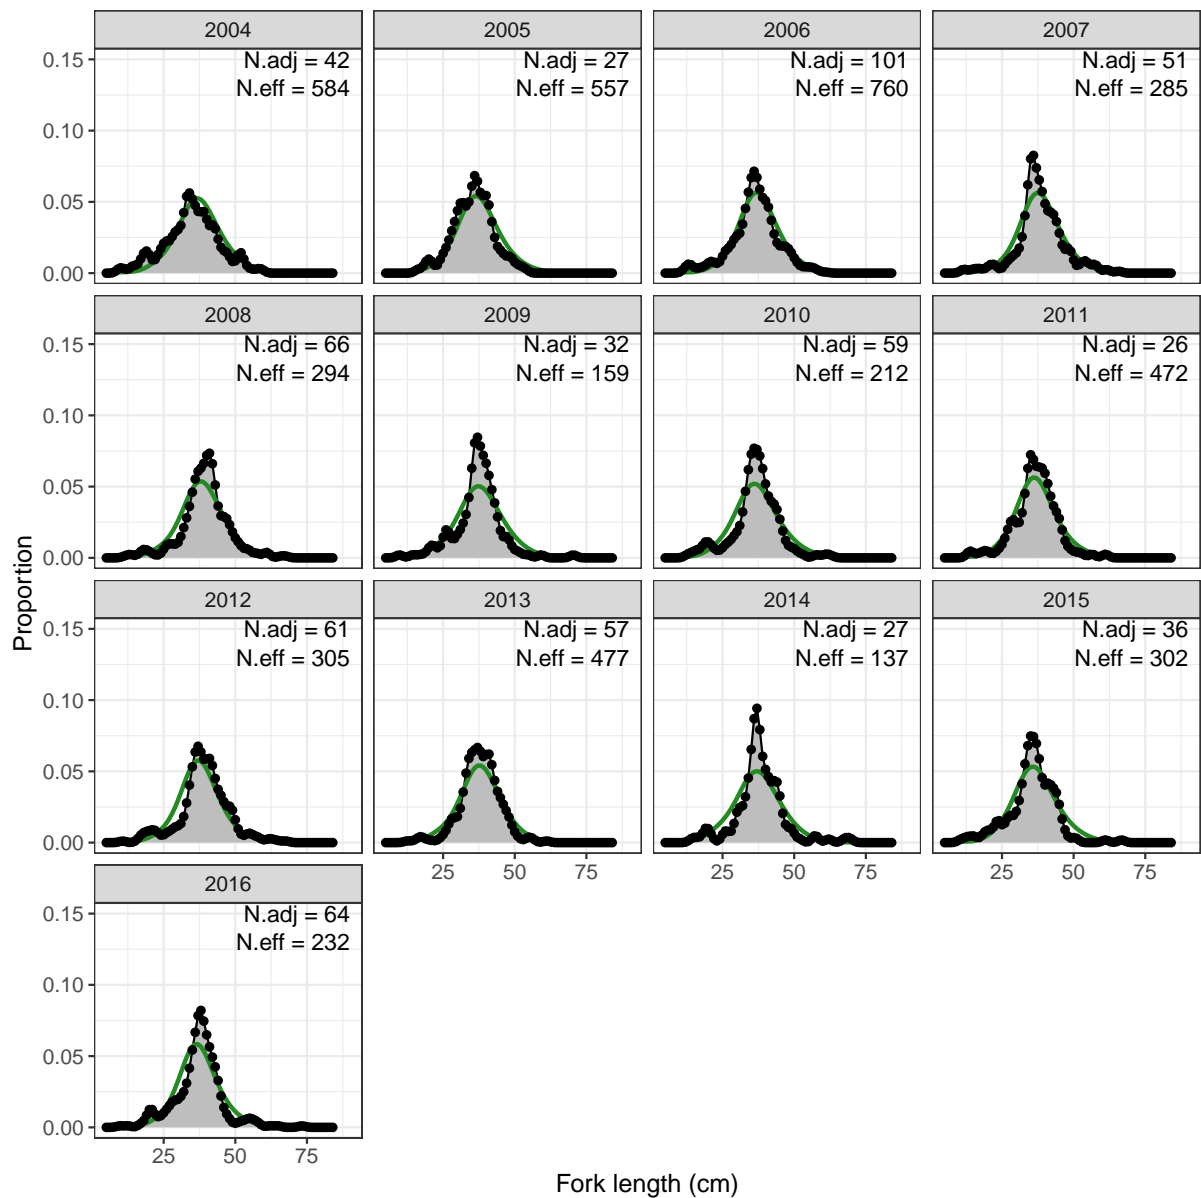 2004 2005 2006 2007
0.15 N.adj = 42 N.adj = 27 N.adj = 101 N.adj = 51
N.eff = 584 N.eff = 557 N.eff = 760 N.eff = 285
0.10
0.05
0.00
2008 2009 2010 2011
0.15 N.adj = 66 N.adj = 32 N.adj = 59 N.adj = 26
N.eff = 294 N.eff = 159 N.eff = 212 N.eff = 472
0.10
0.05
0.00
Proportion
2012 2013 2014 2015
0.15 N.adj = 61 N.adj = 57 N.adj = 27 N.adj = 36
N.eff = 305 N.eff = 477 N.eff = 137 N.eff = 302
0.10
0.05
0.00
25 50 75 25 50 75 25 50 75
2016
0.15 N.adj = 64
N.eff = 232
0.10
0.05
0.00
25 50 75
Fork length (cm)